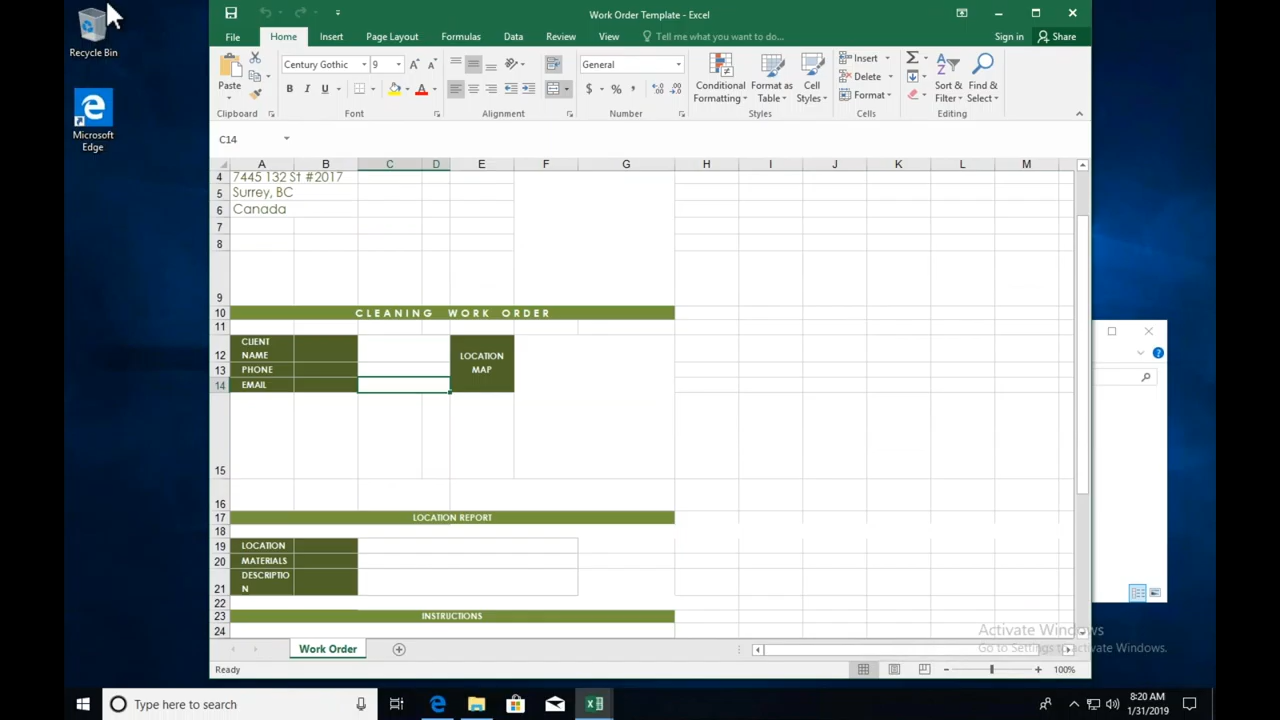 Recycle Bin
Microsoft
Edge
Work Order Template - Excel
File Home Insert Page Layout Formulas Data Review View Tell me what you want to do... Sign in Share
Paste
Clipboard
Century Gothic 9
B I U
Font
Alignment
General
$ % ,
Number
Conditional
Formatting
Format as
Table
Cell
Styles
Styles
Insert
Delete
Format
Cells
Sort &
Filter
Find &
Select
Editing
C14
A B C D E F G H I J K L M
4 7445 132 St #2017
5 Surrey, BC
6 Canada
7
8
9
10 CLEANING WORK ORDER
11
12 CLIENT
NAME
13 PHONE
14 EMAIL
LOCATION
MAP
15
16
17 LOCATION REPORT
18
19 LOCATION
20 MATERIALS
21 DESCRIPTIO
N
22
23 INSTRUCTIONS
24
Work Order
Ready
100%
Activate Windows
Go to Settings to activate Windows.
Type here to search
8:20 AM
1/31/2019